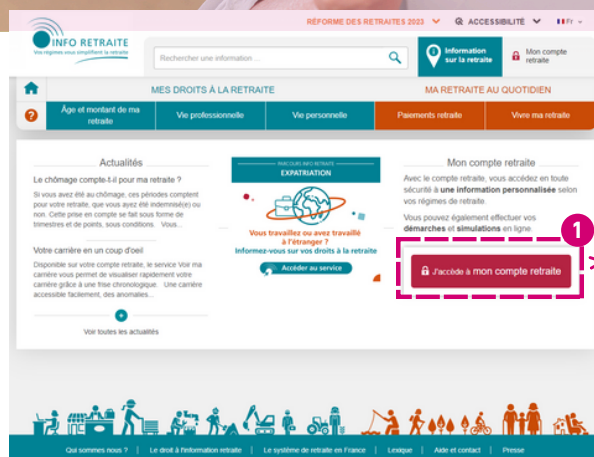 RÉFORME DES RETRAITES 2023
ACCESSIBILITÉ
Fr
INFO RETRAITE
Vos régimes vous simplifient la retraite
Rechercher une information ...
Information
sur la retraite
Mon compte
retraite
MES DROITS À LA RETRAITE
MA RETRAITE AU QUOTIDIEN
?
Âge et montant de ma
retraite
Vie professionnelle
Vie personnelle
Paiements retraite
Vivre ma retraite
Actualités
Le chômage compte-t-il pour ma retraite ?
Si vous avez été au chômage, ces périodes comptent
pour votre retraite, que vous ayez été indemnisé(e) ou
non. Cette prise en compte se fait sous forme de
trimestres et de points, sous conditions. Vous...
Votre carrière en un coup d'oeil
Disponible sur votre compte retraite, le service Voir ma
carrière vous permet de visualiser rapidement votre
carrière grâce à une frise chronologique. Une carrière
accessible facilement, des anomalies...
Voir toutes les actualités
PARCOURS INFO RETRAITE
EXPATRIATION
Vous travaillez ou avez travaillé
à l'étranger ?
Informez-vous sur vos droits à la retraite
Accéder au service
Mon compte retraite
Avec le compte retraite, vous accédez en toute
sécurité à une information personnalisée selon
vos régimes de retraite.
Vous pouvez également effectuer vos
démarches et simulations en ligne.
1
J'accède à mon compte retraite
Qui sommes nous ? | Le droit à l'information retraite | Le système de retraite en France | Lexique | Aide et contact | Presse